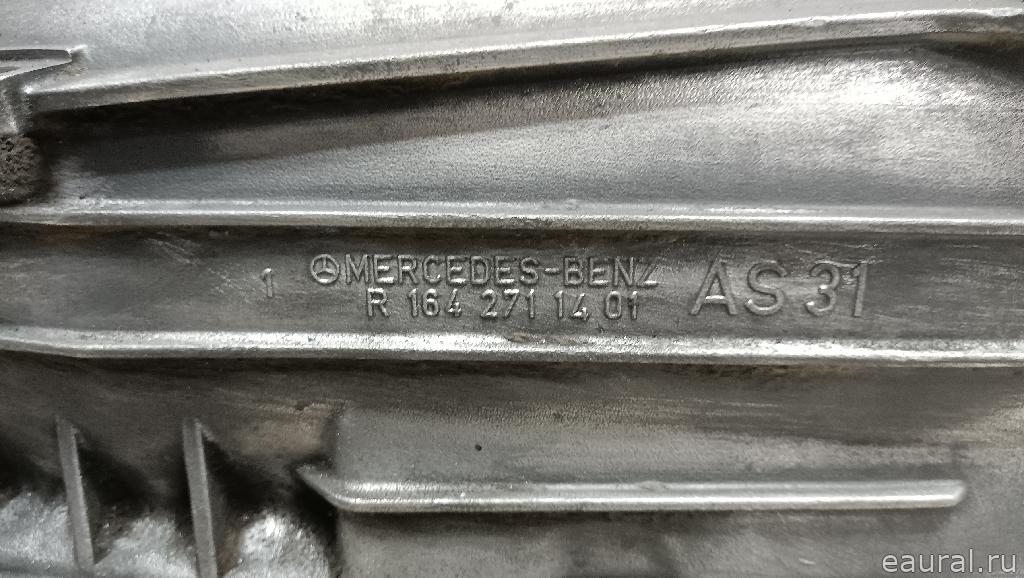 1 MERCEDES-BENZ AS 31
R 164 271 14 01
eaural.ru